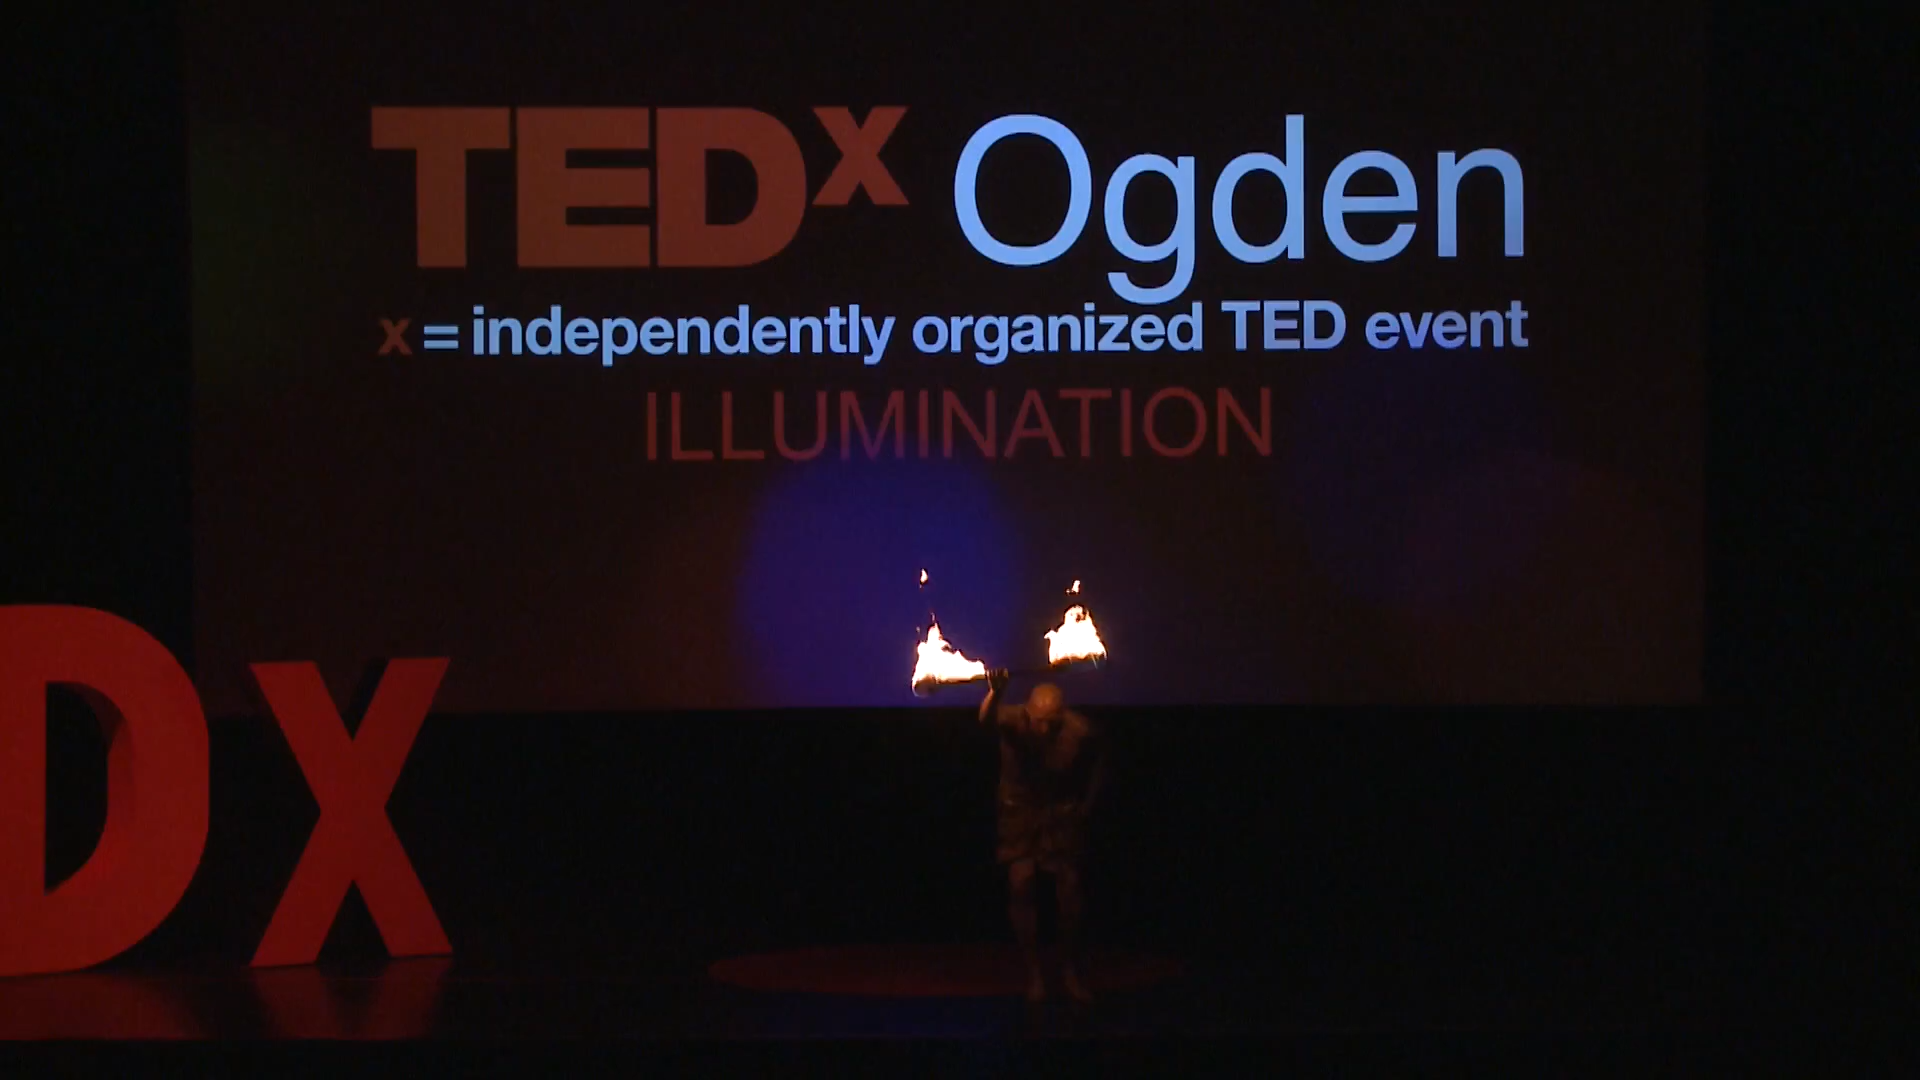 TEDx Ogden
x = independently organized TED event
ILLUMINATION
DX